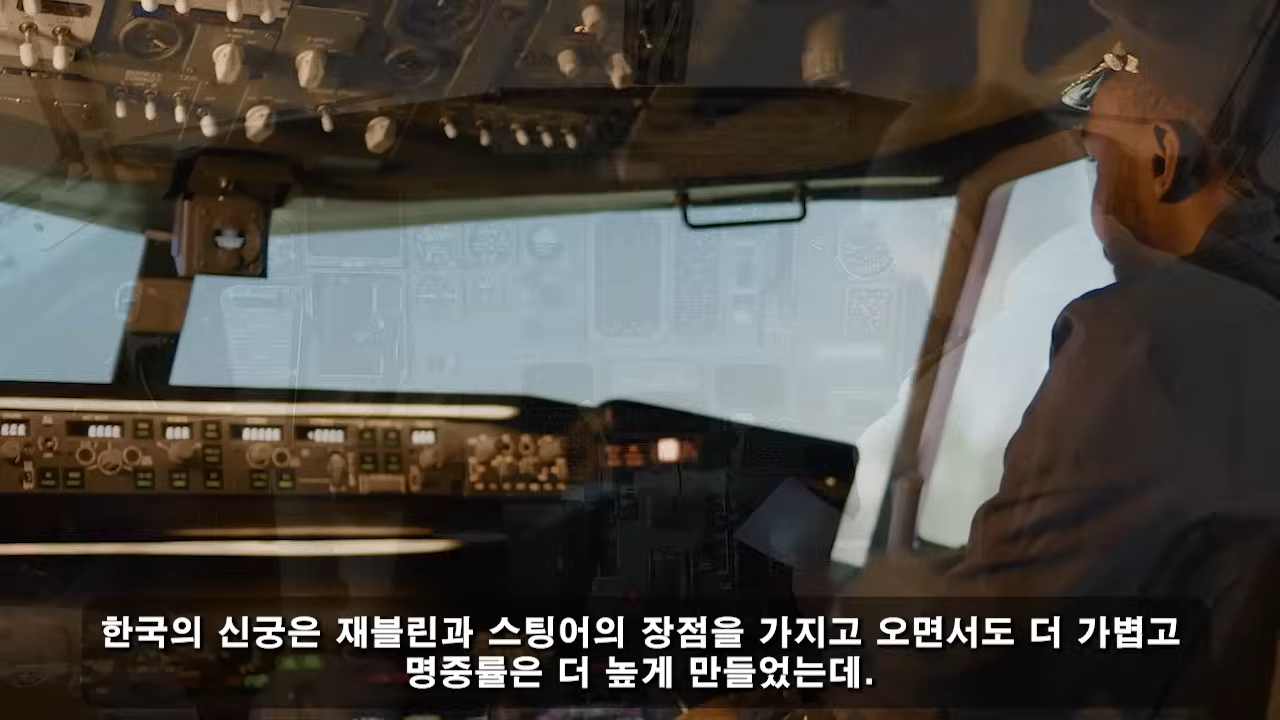 한국의 신궁은 재블린과 스팅어의 장점을 가지고 오면서도 더 가볍고
명중률은 더 높게 만들었는데.